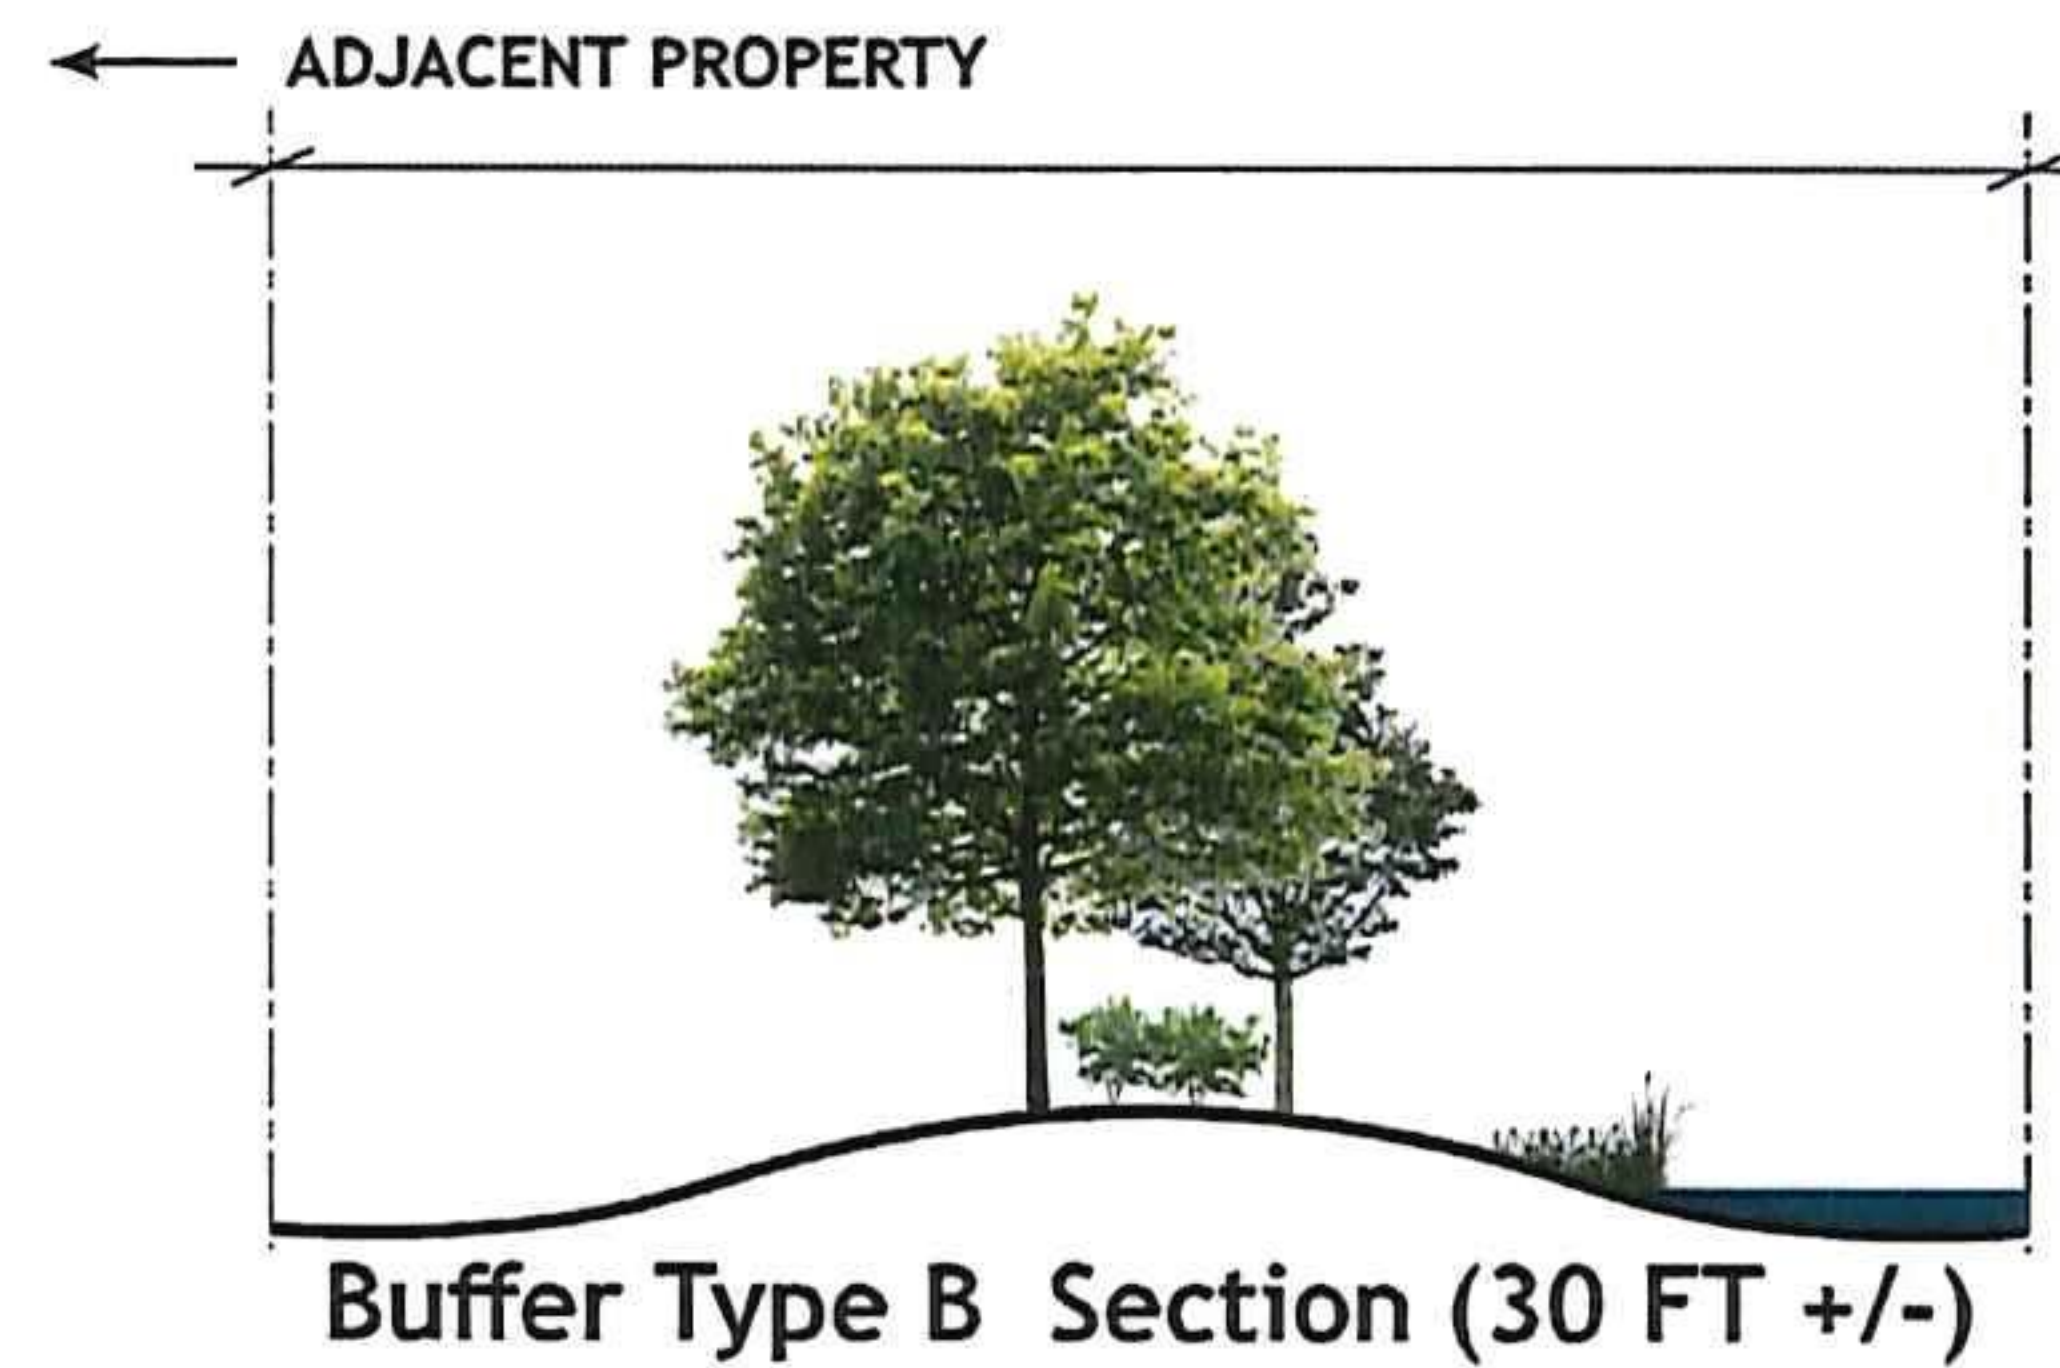 ADJACENT PROPERTY
Buffer Type B Section (30 FT +/-)